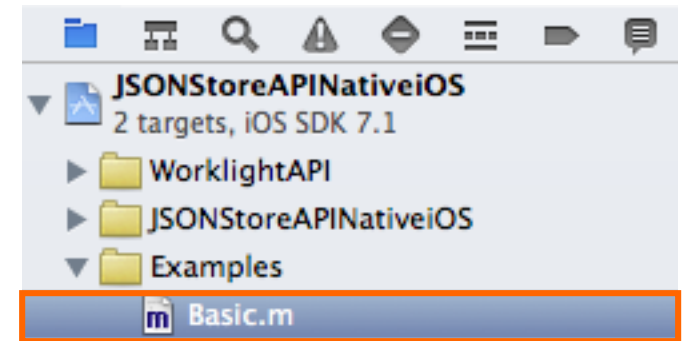 JSONStoreAPINativeiOS
2 targets, iOS SDK 7.1
WorklightAPI
JSONStoreAPINativeiOS
Examples
m Basic.m